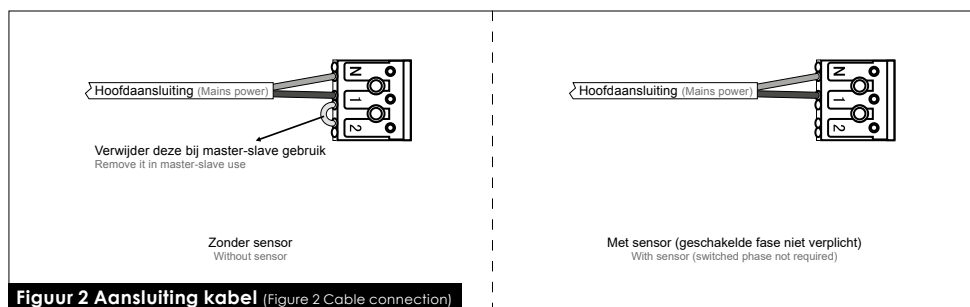 Hoofdaansluiting (Mains power)
N
1
2
Verwijder deze bij master-slave gebruik
Remove it in master-slave use
Zonder sensor
Without sensor
Hoofdaansluiting (Mains power)
N
1
2
Met sensor (geschakelde fase niet verplicht)
With sensor (switched phase not required)
Figuur 2 Aansluiting kabel (Figure 2 Cable connection)